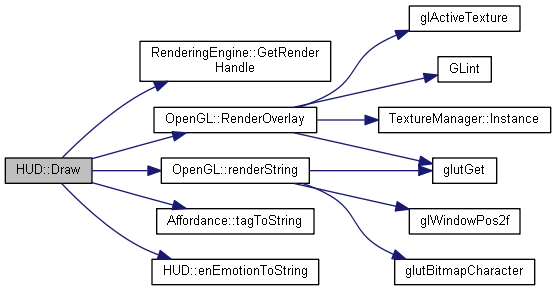 HUD::Draw
RenderingEngine::GetRender
Handle
OpenGL::RenderOverlay
OpenGL::renderString
Affordance::tagToString
HUD::enEmotionToString
glActiveTexture
GLint
TextureManager::Instance
glutGet
glWindowPos2f
glutBitmapCharacter